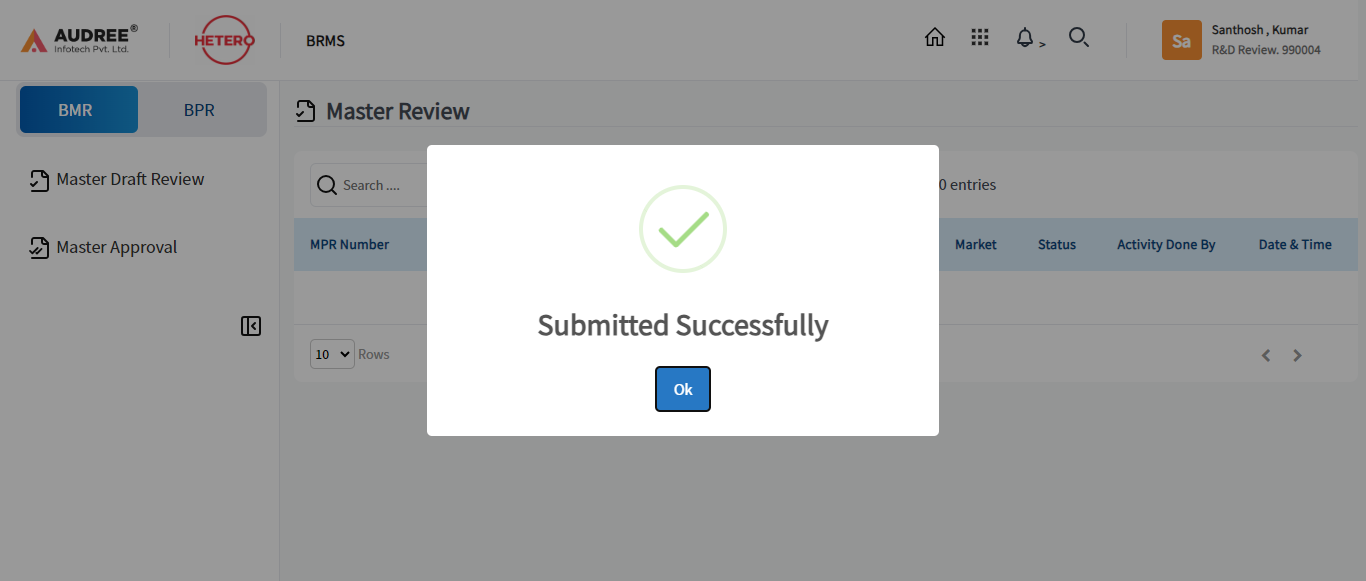 AUDREE®
Infotech Pvt. Ltd.
HETERO
BRMS
>
Sa
Santhosh , Kumar
R&D Review. 990004
BMR
BPR
Master Draft Review
Master Approval
Master Review
Search ....
0 entries
MPR Number
Market
Status
Activity Done By
Date & Time
10
Rows
Submitted Successfully
Ok